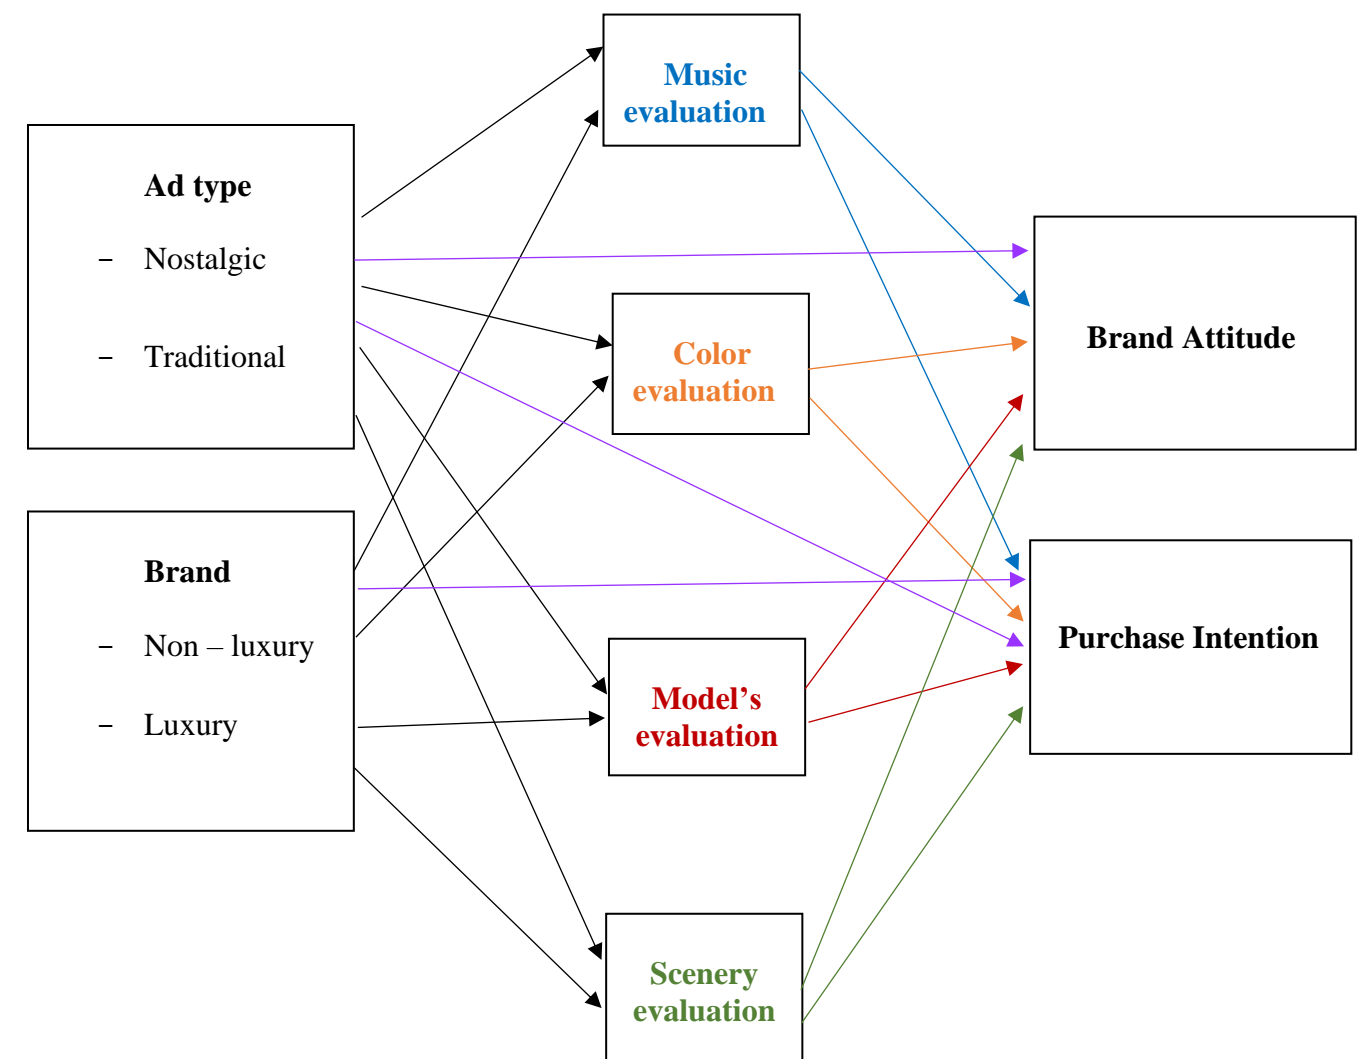 Ad type
- Nostalgic
- Traditional
Brand
- Non – luxury
- Luxury
Music
evaluation
Color
evaluation
Model’s
evaluation
Scenery
evaluation
Brand Attitude
Purchase Intention